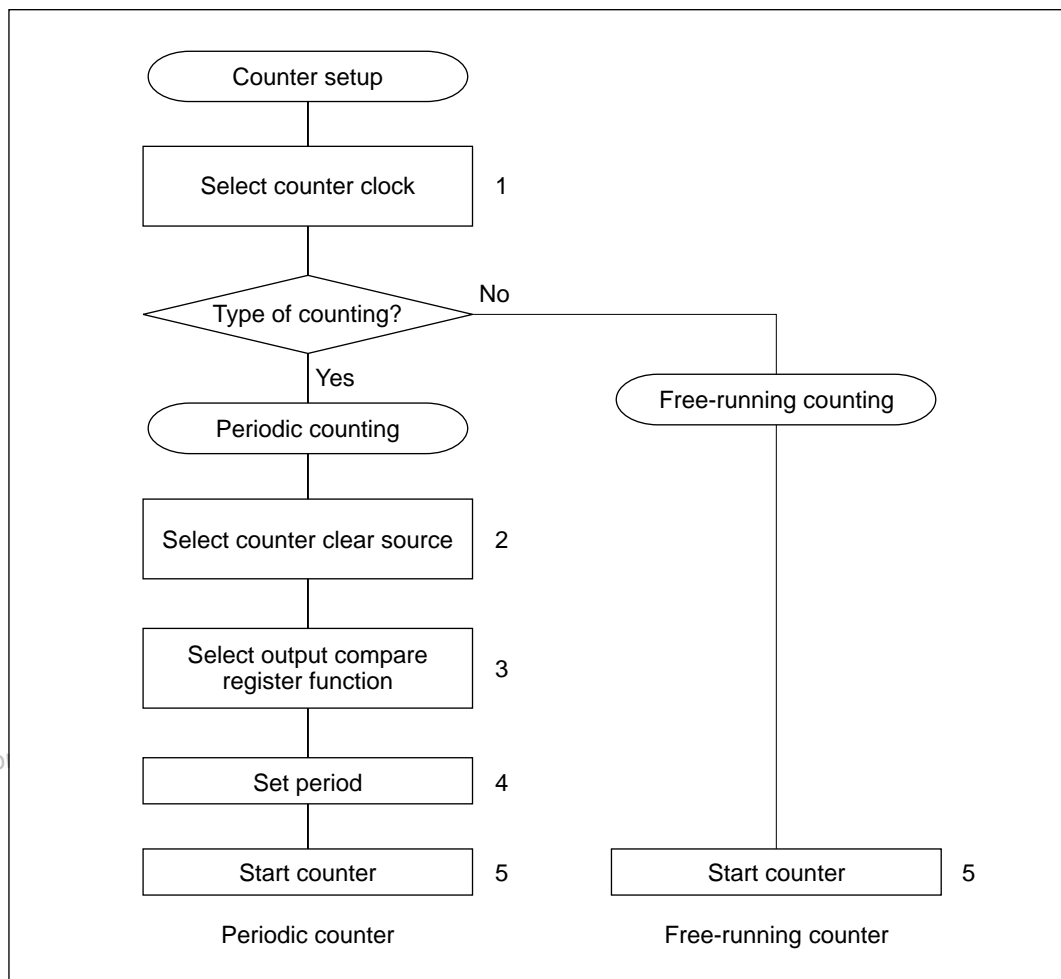 Counter setup
Select counter clock
1
Type of counting?
No
Yes
Periodic counting
Free-running counting
Select counter clear source
2
Select output compare
register function
3
Set period
4
Start counter
5
Start counter
5
Periodic counter
Free-running counter